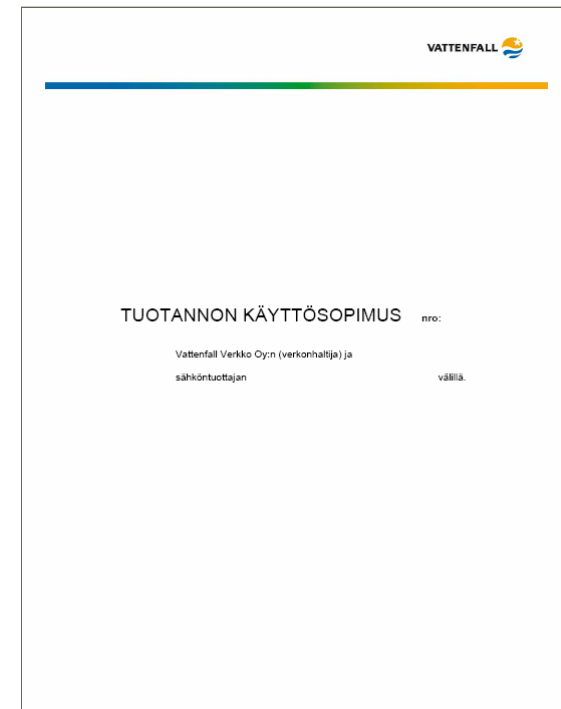 VATTENFALL
TUOTANNON KÄYTTÖSOPIMUS nro:
Vattenfall Verkko Oy:n (verkonhaltija) ja
sähköntuottajan välillä.